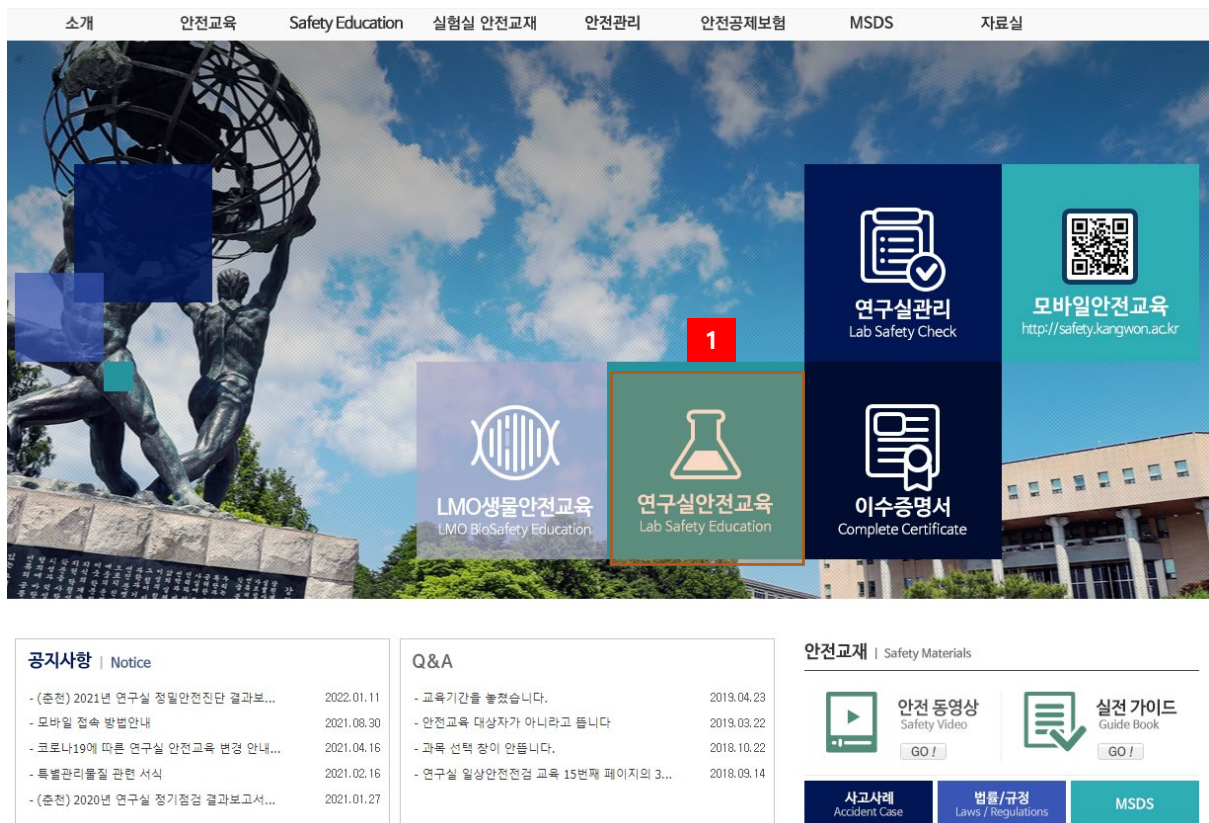 소개 안전교육 Safety Education 실험실 안전교재 안전관리 안전공제보험 MSDS 자료실
연구실관리
Lab Safety Check
모바일안전교육
http://safety.kangwon.ac.kr
1
LMO생물안전교육
LMO BioSafety Education
연구실안전교육
Lab Safety Education
이수증명서
Complete Certificate
공지사항 | Notice
- (춘천) 2021년 연구실 정밀안전진단 결과보... 2022.01.11
- 모바일 접속 방법안내 2021.08.30
- 코로나19에 따른 연구실 안전교육 변경 안내... 2021.04.16
- 특별관리물질 관련 서식 2021.02.16
- (춘천) 2020년 연구실 정기점검 결과보고서... 2021.01.27
Q&A
- 교육기간을 놓쳤습니다. 2019.04.23
- 안전교육 대상자가 아니라고 뜹니다 2019.03.22
- 과목 선택 창이 안뜹니다. 2018.10.22
- 연구실 일상안전전검 교육 15번째 페이지의 3... 2018.09.14
안전교재 | Safety Materials
안전 동영상
Safety Video
GO !
실전 가이드
Guide Book
GO !
사고사례
Accident Case
법률/규정
Laws / Regulations
MSDS